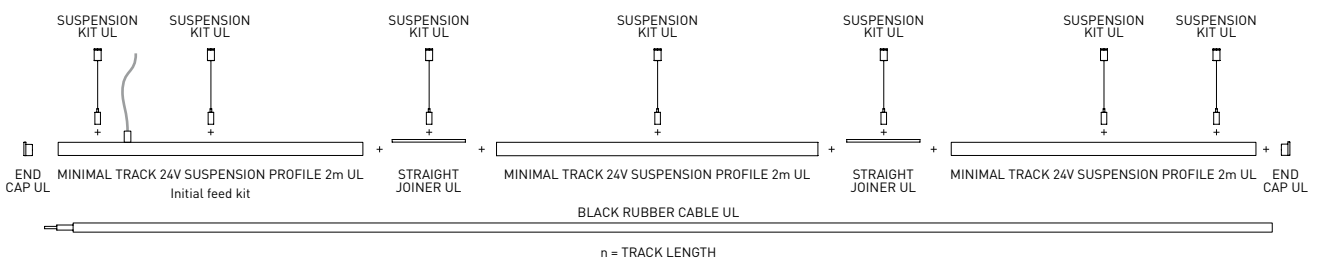 SUSPENSION
KIT UL
SUSPENSION
KIT UL
SUSPENSION
KIT UL
SUSPENSION
KIT UL
SUSPENSION
KIT UL
SUSPENSION
KIT UL
SUSPENSION
KIT UL
+ + + + + + +
+ + + + +
END
CAP UL
MINIMAL TRACK 24V SUSPENSION PROFILE 2m UL
Initial feed kit
STRAIGHT
JOINER UL
MINIMAL TRACK 24V SUSPENSION PROFILE 2m UL
STRAIGHT
JOINER UL
MINIMAL TRACK 24V SUSPENSION PROFILE 2m UL
END
CAP UL
BLACK RUBBER CABLE UL
n = TRACK LENGTH